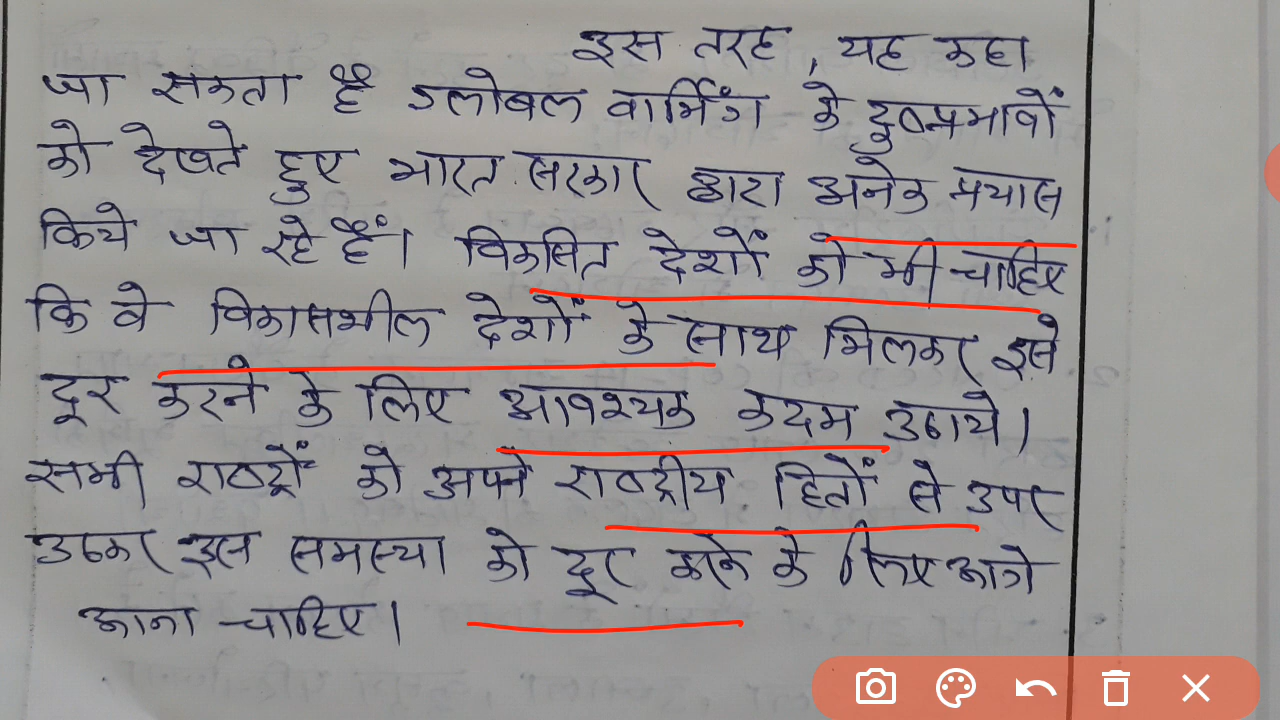 इस तरह, यह कहा
जा सकता है ग्लोबल वार्मिंग के दुष्प्रभावों
को देखते हुए भारत सरकार द्वारा अनेक प्रयास
किये जा रहे हैं। विकसित देशों को भी चाहिए
कि वे विकासशील देशों के साथ मिलकर इसे
दूर करने के लिए आवश्यक कदम उठाये।
सभी राष्ट्रों को अपने राष्ट्रीय हितों से उपर
उठकर इस समस्या को दूर करने के लिए आगे
आना चाहिए।